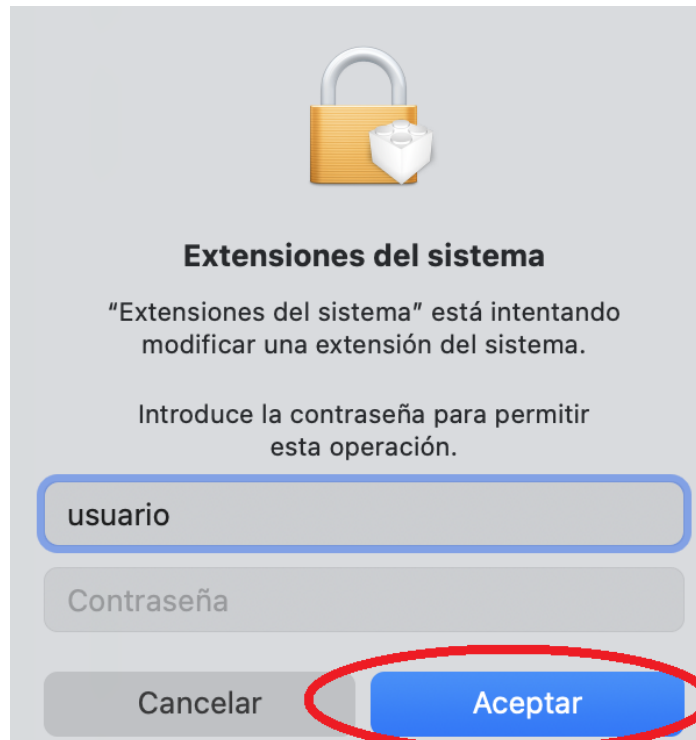 Extensiones del sistema
“Extensiones del sistema” está intentando
modificar una extensión del sistema.
Introduce la contraseña para permitir
esta operación.
usuario
Contraseña
Cancelar
Aceptar